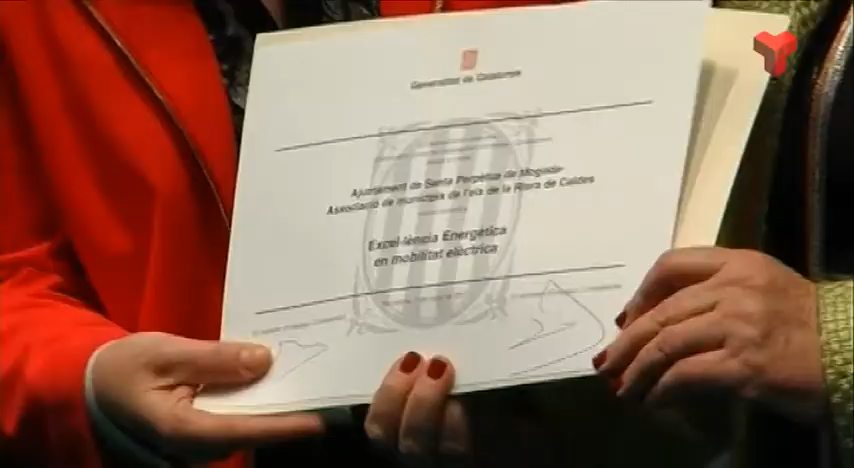 Generalitat de Catalunya
Ajuntament de Santa Perpètua de Mogoda-
Associació de municipis de l'eix de la Riera de Caldes
Excel·lència Energètica
en mobilitat elèctrica